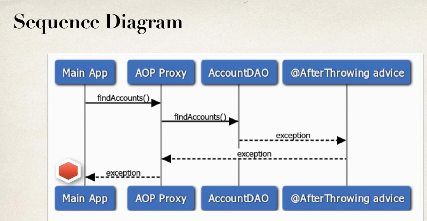 Sequence Diagram
Main App AOP Proxy AccountDAO @AfterThrowing advice
findAccounts()
findAccounts()
exception
exception
exception
Main App AOP Proxy AccountDAO @AfterThrowing advice